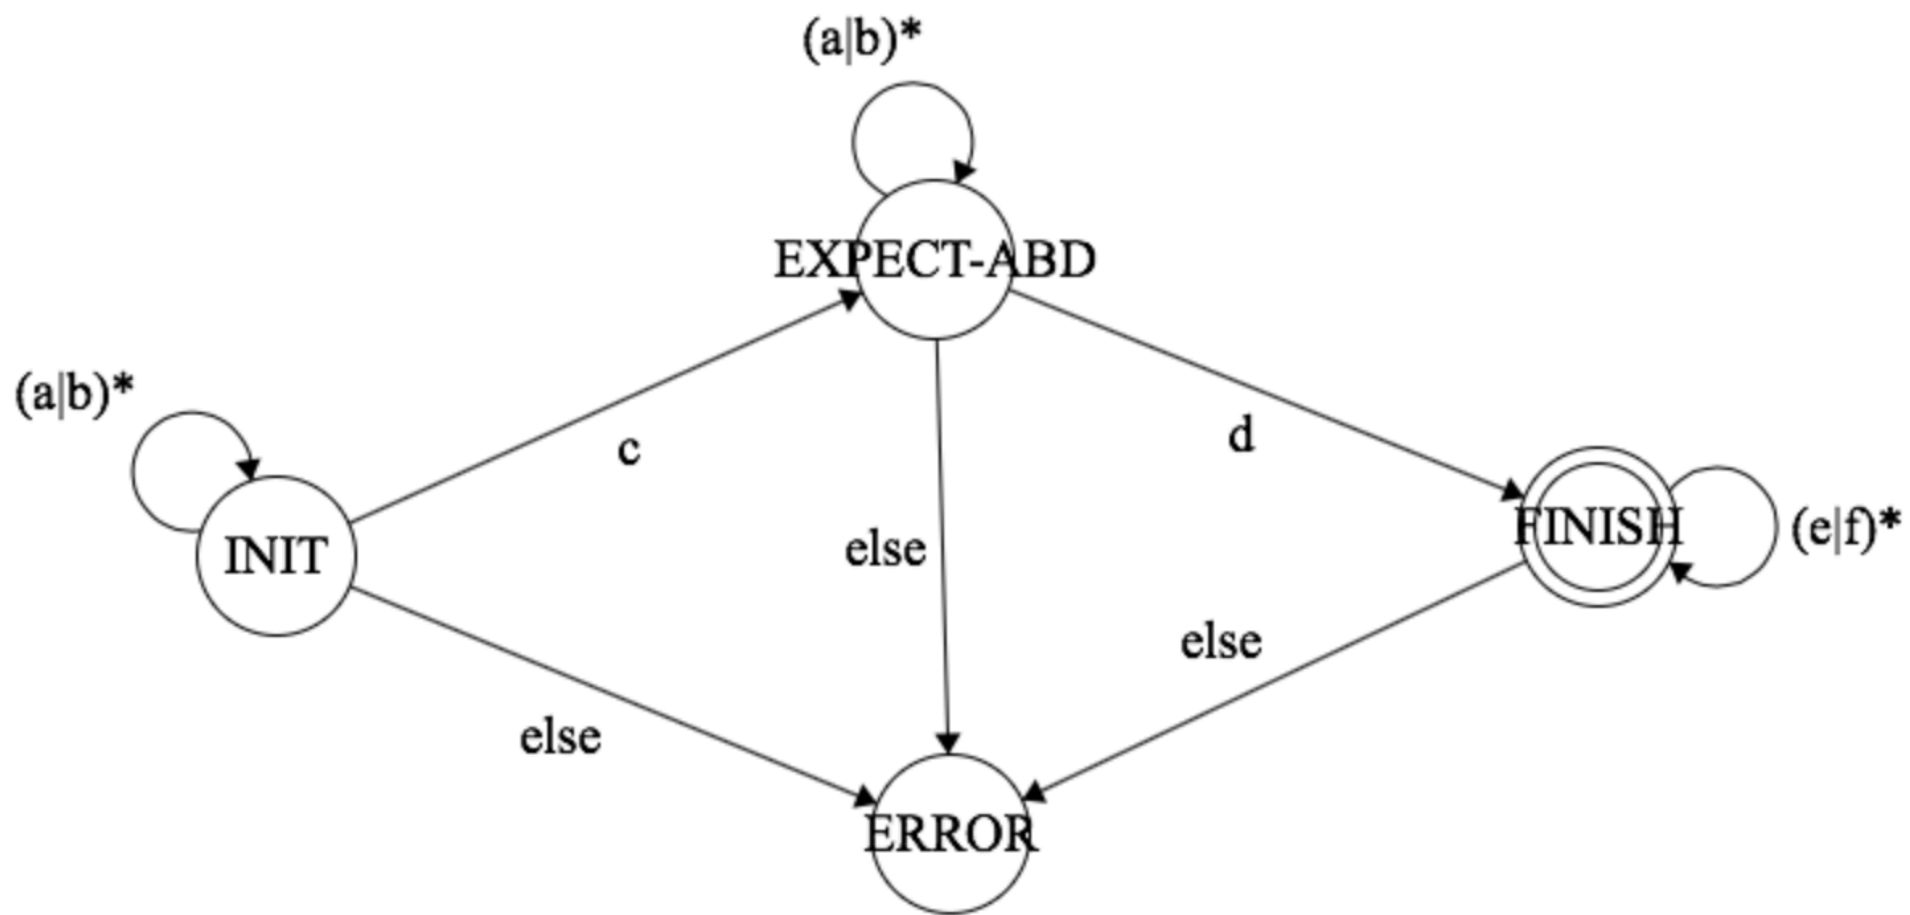 (a|b)*
EXPECT-ABD
(a|b)*
c
d
INIT
else
FINISH
(e|f)*
else
else
ERROR